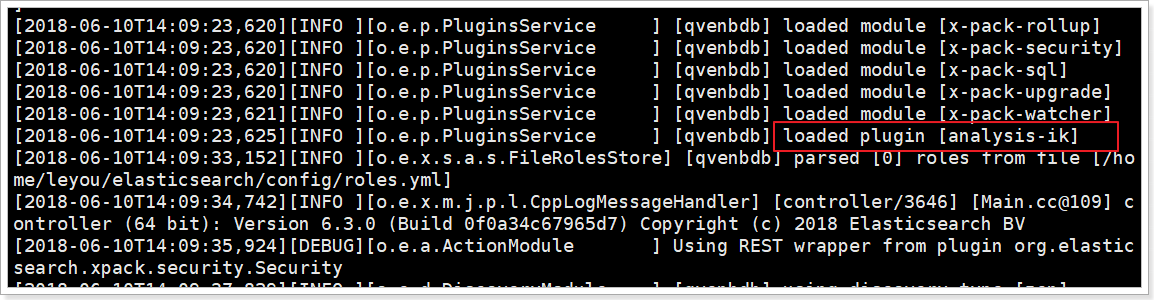 ]
[2018-06-10T14:09:23,620][INFO ][o.e.p.PluginsService     ] [qvenbdb] loaded module [x-pack-rollup]
[2018-06-10T14:09:23,620][INFO ][o.e.p.PluginsService     ] [qvenbdb] loaded module [x-pack-security]
[2018-06-10T14:09:23,620][INFO ][o.e.p.PluginsService     ] [qvenbdb] loaded module [x-pack-sql]
[2018-06-10T14:09:23,620][INFO ][o.e.p.PluginsService     ] [qvenbdb] loaded module [x-pack-upgrade]
[2018-06-10T14:09:23,621][INFO ][o.e.p.PluginsService     ] [qvenbdb] loaded module [x-pack-watcher]
[2018-06-10T14:09:23,625][INFO ][o.e.p.PluginsService     ] [qvenbdb] loaded plugin [analysis-ik]
[2018-06-10T14:09:33,152][INFO ][o.e.x.s.a.s.FileRolesStore] [qvenbdb] parsed [0] roles from file [/ho
me/leyou/elasticsearch/config/roles.yml]
[2018-06-10T14:09:34,742][INFO ][o.e.x.m.j.p.l.CppLogMessageHandler] [controller/3646] [Main.cc@109] c
ontroller (64 bit): Version 6.3.0 (Build 0f0a34c67965d7) Copyright (c) 2018 Elasticsearch BV
[2018-06-10T14:09:35,924][DEBUG][o.e.a.ActionModule       ] Using REST wrapper from plugin org.elastic
search.xpack.security.Security